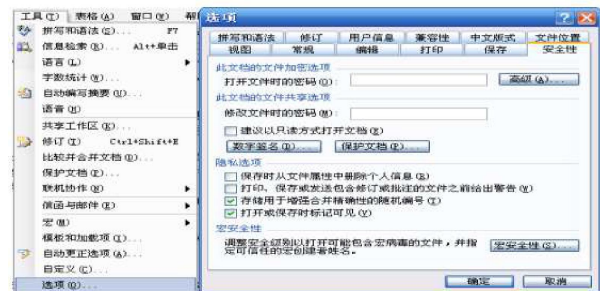 工具(T) 表格(A) 窗口(W) 帮
拼写和语法(S)... F7
信息检索(R)... Alt+单击
语言(L)
字数统计(W)...
自动编写摘要(U)...
语音(H)
共享工作区(K)...
修订(T) Ctrl+Shift+E
比较并合并文档(D)...
保护文档(P)...
联机协作(N)
信函与邮件(E)
宏(M)
模板和加载项(I)...
自动更正选项(A)...
自定义(C)...
选项(O)...
选项
拼写和语法 修订 用户信息 兼容性 中文版式 文件位置
视图 常规 编辑 打印 保存 安全性
此文档的文件加密选项
打开文件时的密码(O): 高级(A)...
此文档的文件共享选项
修改文件时的密码(M):
建议以只读方式打开文档(E)
数字签名(D)... 保护文档(P)...
隐私选项
保存时从文件属性中删除个人信息(R)
打印、保存或发送包含修订或批注的文件之前给出警告(W)
存储用于增强合并精确性的随机编号(T)
打开或保存时标记可见(V)
宏安全性
调整安全级别以打开可能包含宏病毒的文件，并指
定可信任的宏创建者姓名。 宏安全性(S)...
确定 取消